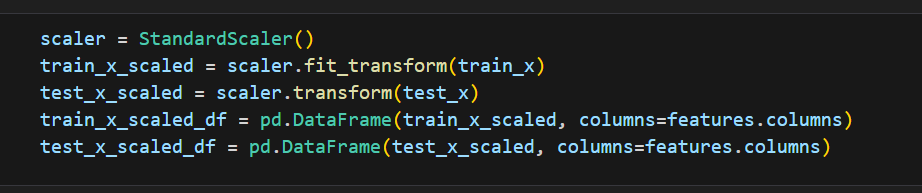 scaler = StandardScaler()
train_x_scaled = scaler.fit_transform(train_x)
test_x_scaled = scaler.transform(test_x)
train_x_scaled_df = pd.DataFrame(train_x_scaled, columns=features.columns)
test_x_scaled_df = pd.DataFrame(test_x_scaled, columns=features.columns)